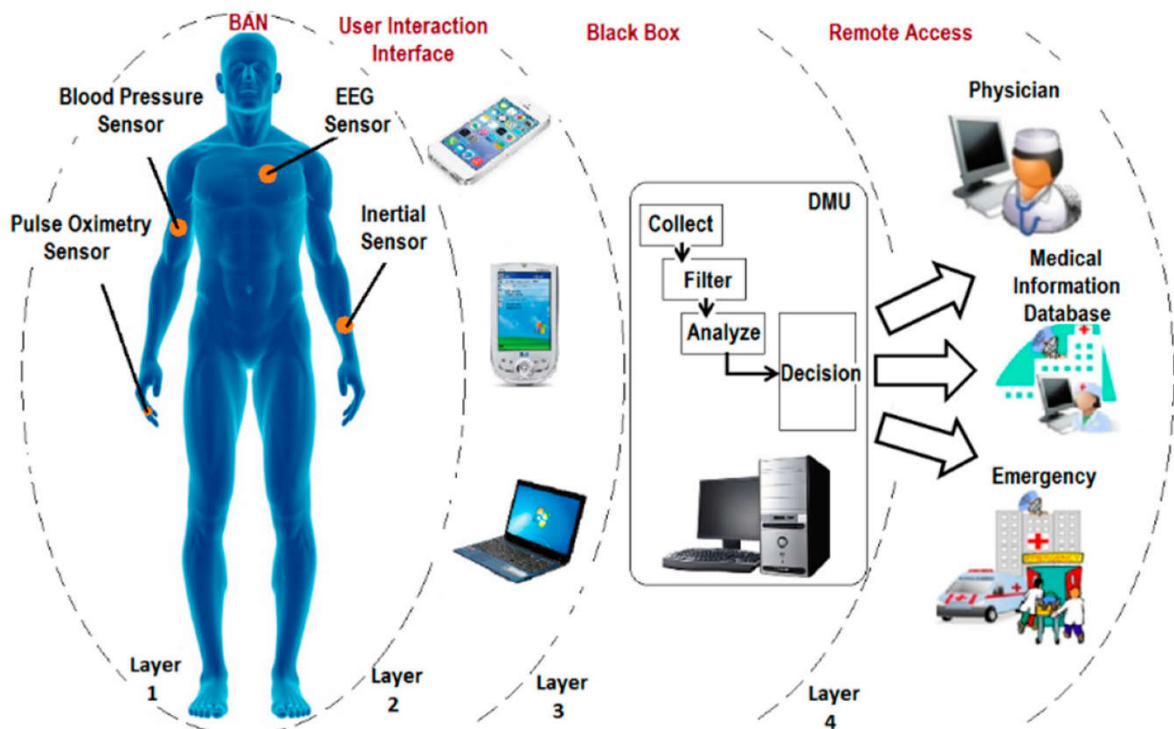 BAN
User Interaction
Interface
Black Box
Remote Access
Blood Pressure
Sensor
EEG
Sensor
Pulse Oximetry
Sensor
Inertial
Sensor
DMU
Collect
Filter
Analyze
Decision
Physician
Medical
Information
Database
Emergency
Layer
1
Layer
2
Layer
3
Layer
4